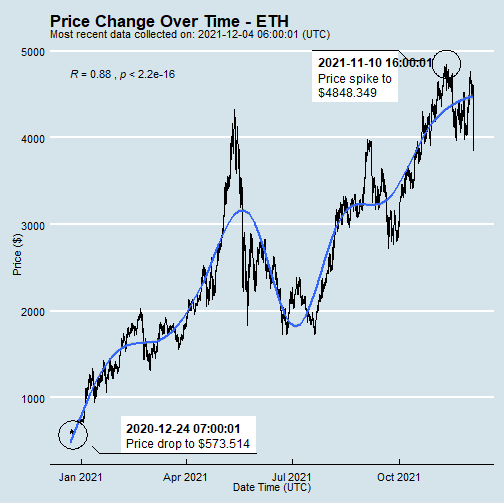 Price Change Over Time - ETH
Most recent data collected on: 2021-12-04 06:00:01 (UTC)
5000
2021-11-10 16:00:01
Price spike to
$4848.349
R = 0.88 , p < 2.2e-16
4000
3000
Price ($)
2000
1000
2020-12-24 07:00:01
Price drop to $573.514
Jan 2021
Apr 2021
Jul 2021
Oct 2021
Date Time (UTC)